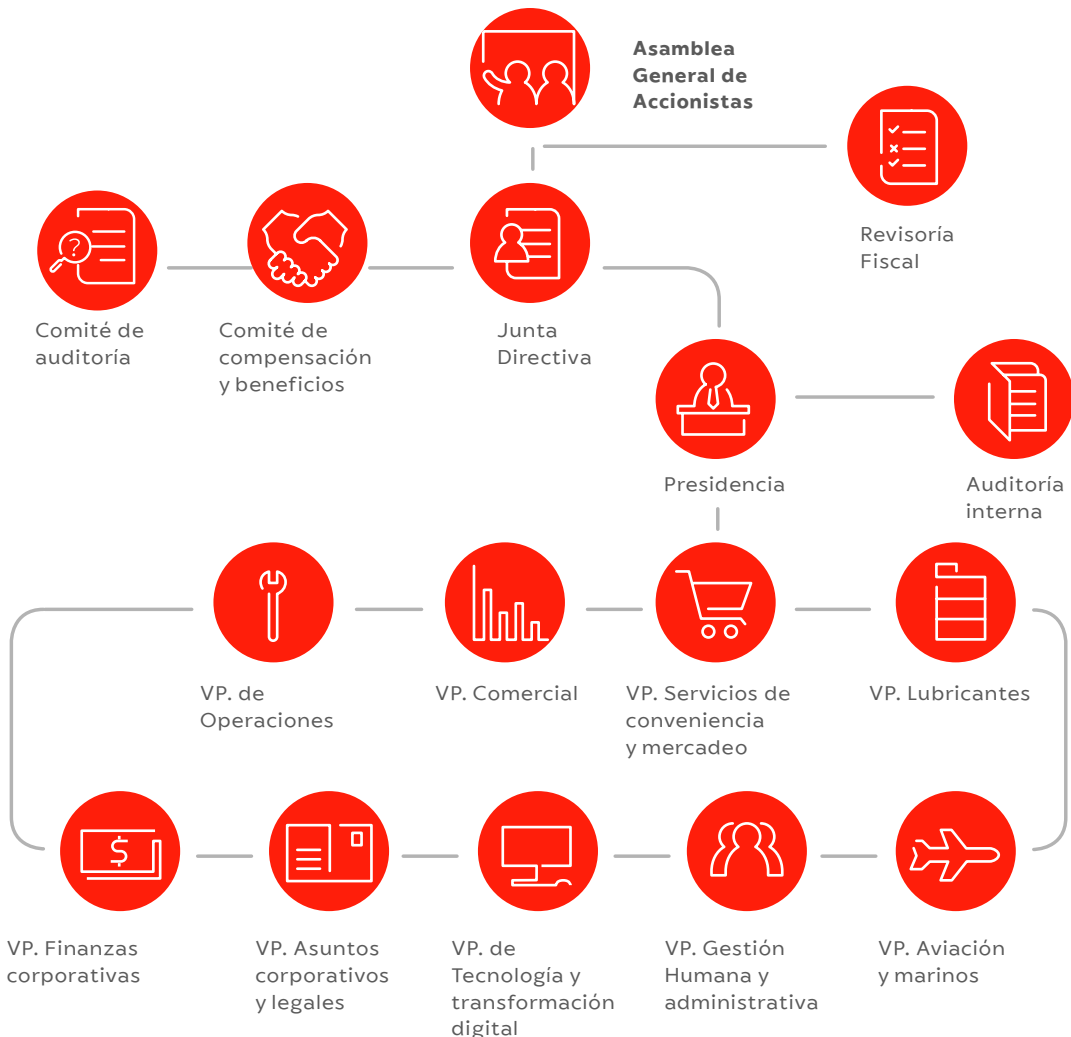 Asamblea
General de
Accionistas
Revisoría
Fiscal
?
Comité de
auditoría
Comité de
compensación
y beneficios
Junta
Directiva
Presidencia
Auditoría
interna
VP. de
Operaciones
VP. Comercial
VP. Servicios de
conveniencia
y mercadeo
VP. Lubricantes
$
VP. Finanzas
corporativas
VP. Asuntos
corporativos
y legales
VP. de
Tecnología y
transformación
digital
VP. Gestión
Humana y
administrativa
VP. Aviación
y marinos